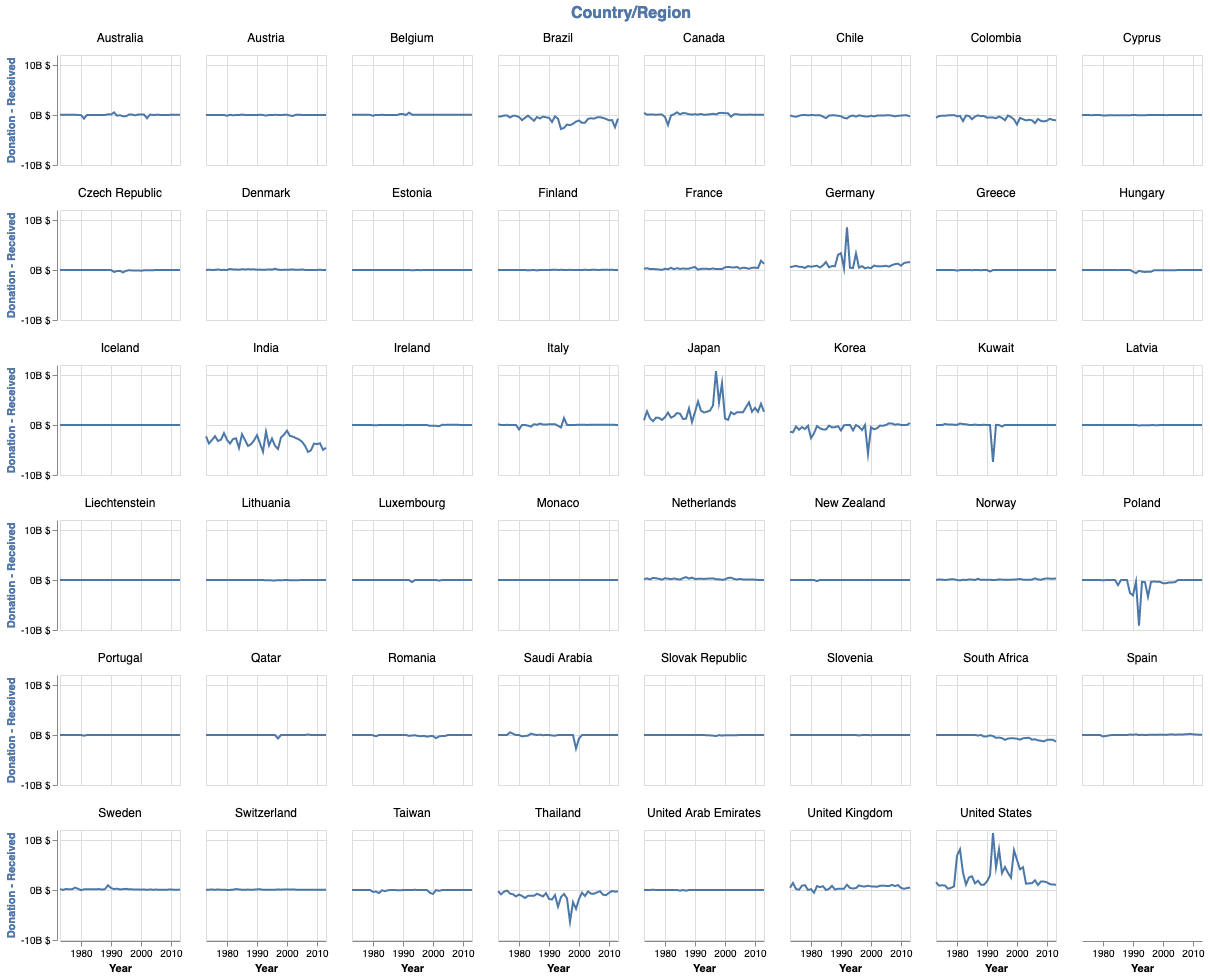 Country/Region
Australia Austria Belgium Brazil Canada Chile Colombia Cyprus
Donation - Received
10B $
0B $
-10B $
Czech Republic Denmark Estonia Finland France Germany Greece Hungary
Donation - Received
10B $
0B $
-10B $
Iceland India Ireland Italy Japan Korea Kuwait Latvia
Donation - Received
10B $
0B $
-10B $
Liechtenstein Lithuania Luxembourg Monaco Netherlands New Zealand Norway Poland
Donation - Received
10B $
0B $
-10B $
Portugal Qatar Romania Saudi Arabia Slovak Republic Slovenia South Africa Spain
Donation - Received
10B $
0B $
-10B $
Sweden Switzerland Taiwan Thailand United Arab Emirates United Kingdom United States
Donation - Received
10B $
0B $
-10B $
1980 1990 2000 2010 1980 1990 2000 2010 1980 1990 2000 2010 1980 1990 2000 2010 1980 1990 2000 2010 1980 1990 2000 2010 1980 1990 2000 2010 1980 1990 2000 2010
Year Year Year Year Year Year Year Year